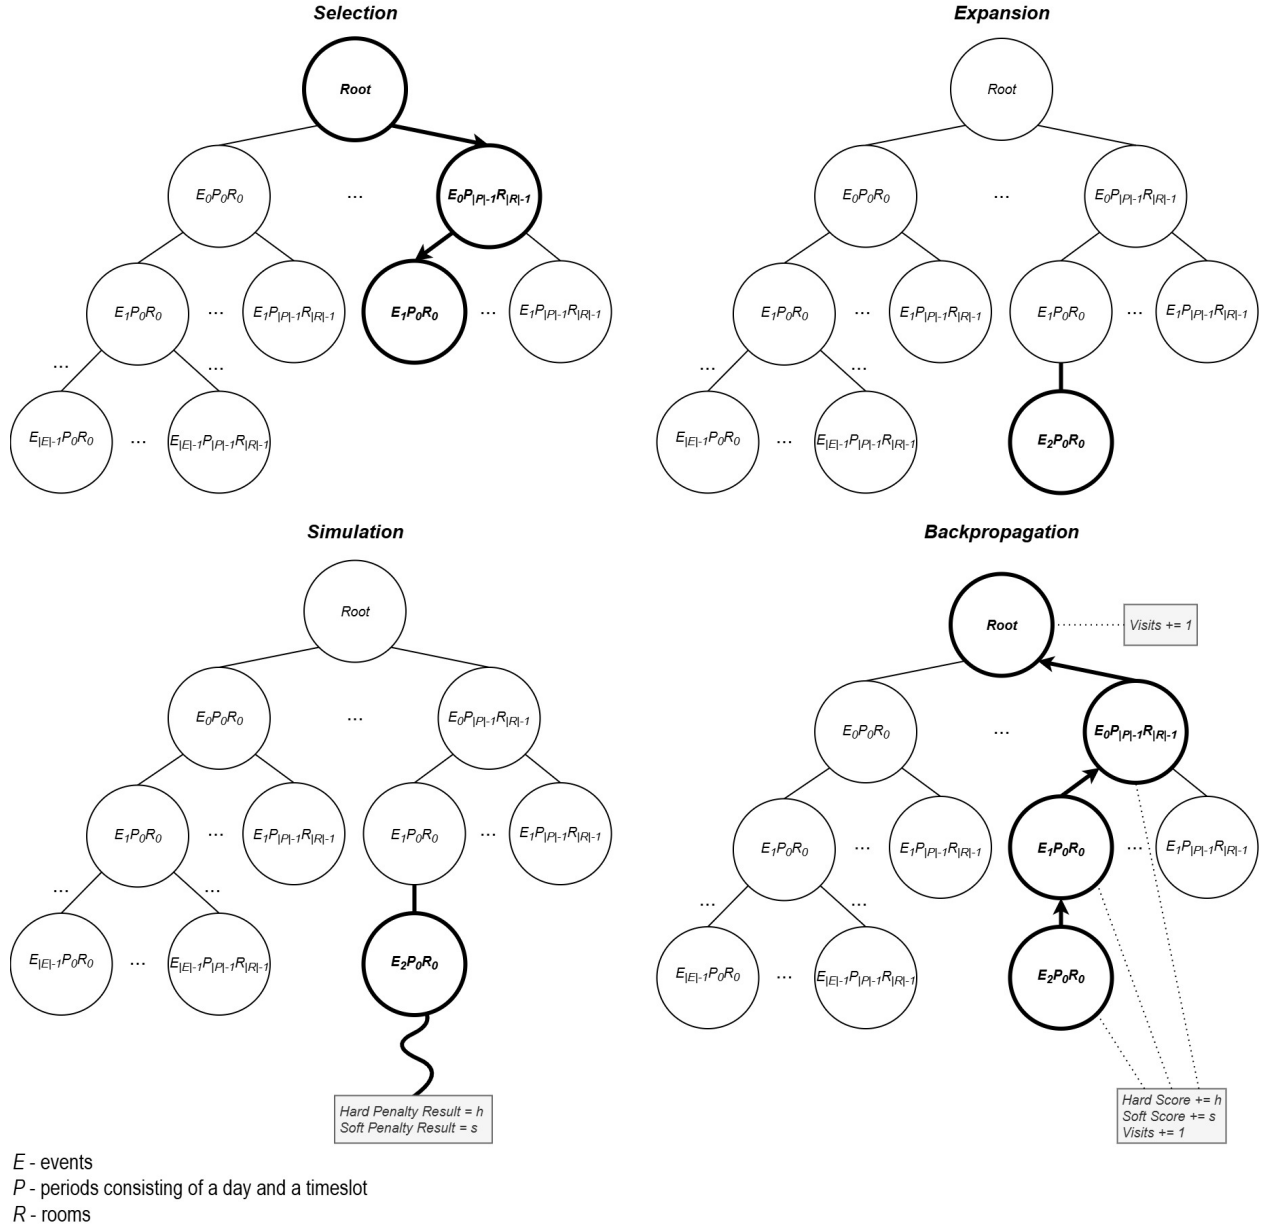 Selection
Root
E0P0R0
...
E0P|P|-1R|R|-1
E1P0R0
...
E1P|P|-1R|R|-1
E1P0R0
...
E1P|P|-1R|R|-1
...
...
E|E|-1P0R0
...
E|E|-1P|P|-1R|R|-1
Expansion
Root
E0P0R0
...
E0P|P|-1R|R|-1
E1P0R0
...
E1P|P|-1R|R|-1
E1P0R0
...
E1P|P|-1R|R|-1
...
...
E|E|-1P0R0
...
E|E|-1P|P|-1R|R|-1
E2P0R0
Simulation
Root
E0P0R0
...
E0P|P|-1R|R|-1
E1P0R0
...
E1P|P|-1R|R|-1
E1P0R0
...
E1P|P|-1R|R|-1
...
...
E|E|-1P0R0
...
E|E|-1P|P|-1R|R|-1
E2P0R0
Hard Penalty Result = h
Soft Penalty Result = s
Backpropagation
Root
Visits += 1
E0P0R0
...
E0P|P|-1R|R|-1
E1P0R0
...
E1P|P|-1R|R|-1
E1P0R0
...
E1P|P|-1R|R|-1
...
...
E|E|-1P0R0
...
E|E|-1P|P|-1R|R|-1
E2P0R0
Hard Score += h
Soft Score += s
Visits += 1
E - events
P - periods consisting of a day and a timeslot
R - rooms